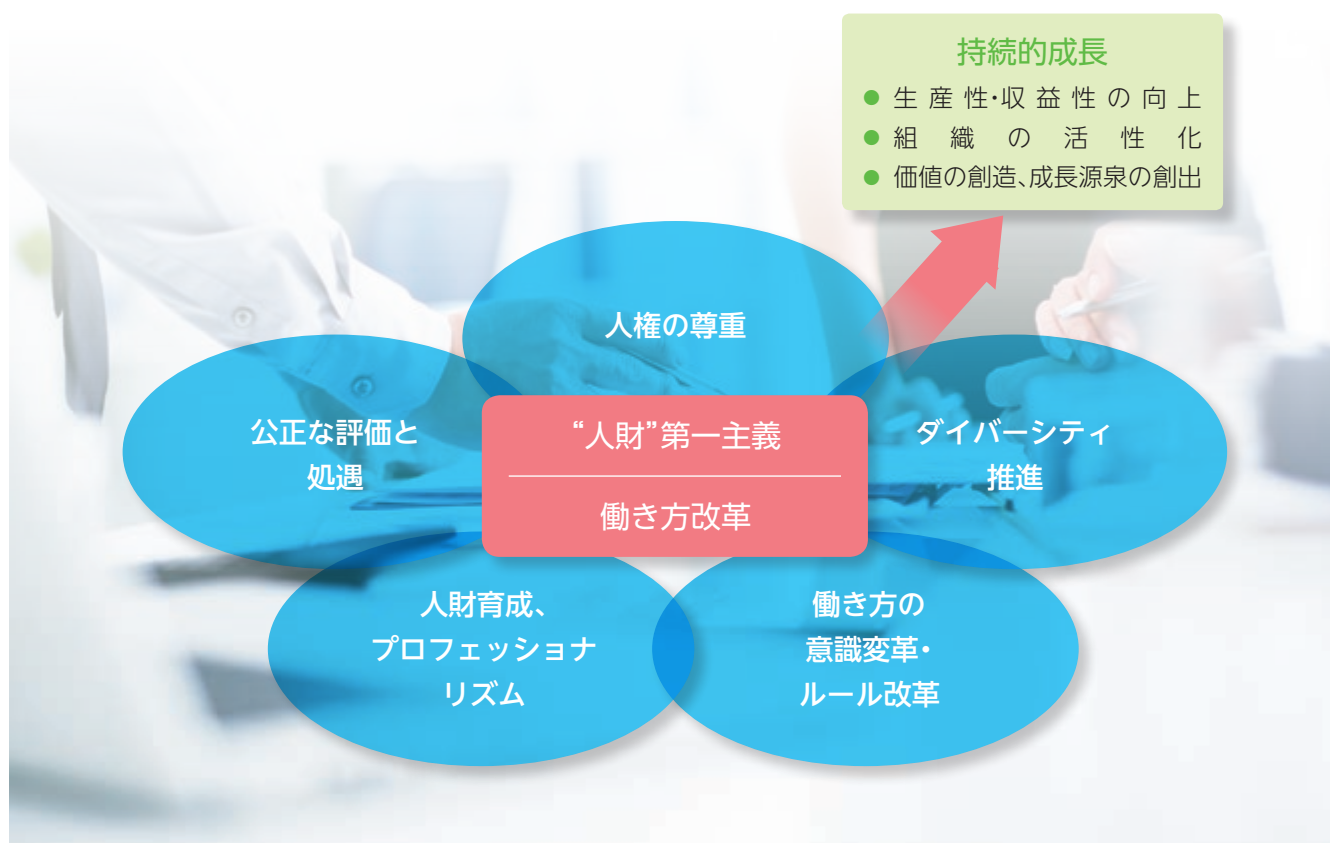 持続的成長
● 生産性・収益性の向上
● 組織の活性化
● 価値の創造、成長源泉の創出
人権の尊重
公正な評価と
処遇
“人財”第一主義
働き方改革
ダイバーシティ
推進
人財育成、
プロフェッショナ
リズム
働き方の
意識変革・
ルール改革